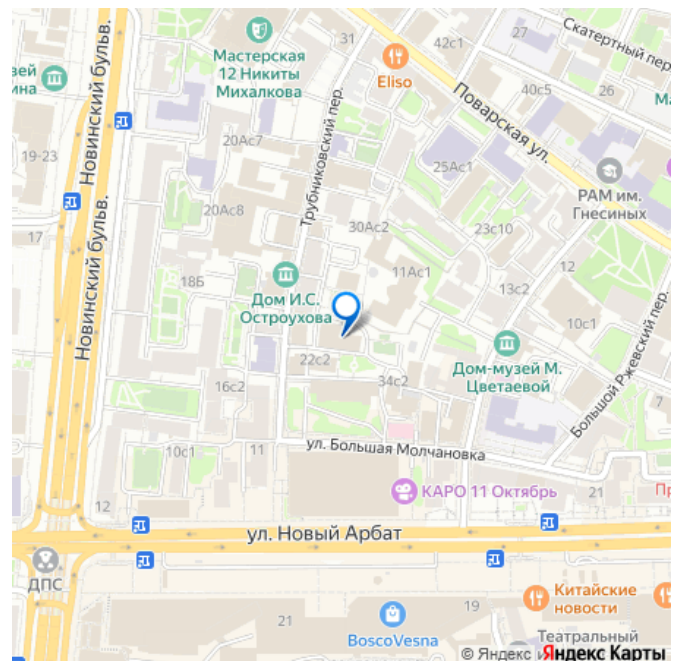 31
42с1
27
Скатертный пер.
Мастерская
12 Никиты
Михалкова
Eliso
40с5
26
Новинский бульв.
Трубниковский пер.
Поварская ул.
20Ас7
19-23
25Ас1
РАМ им.
Гнесиных
20Ас8
30Ас2
23с10
17
Новинский бульв.
18Б
11Ас1
12
13с2
Дом И.С.
Остроухова
10с1
Большой Ржевский пер.
22с2
Дом-музей М.
Цветаевой
16с2
34с2
7
10с1
11
ул. Большая Молчановка
КАРО 11 Октябрь
21
12
ул. Новый Арбат
ДПС
Китайские
новости
21
19
BoscoVesna
Театральный
© Яндекс
Яндекс Карты